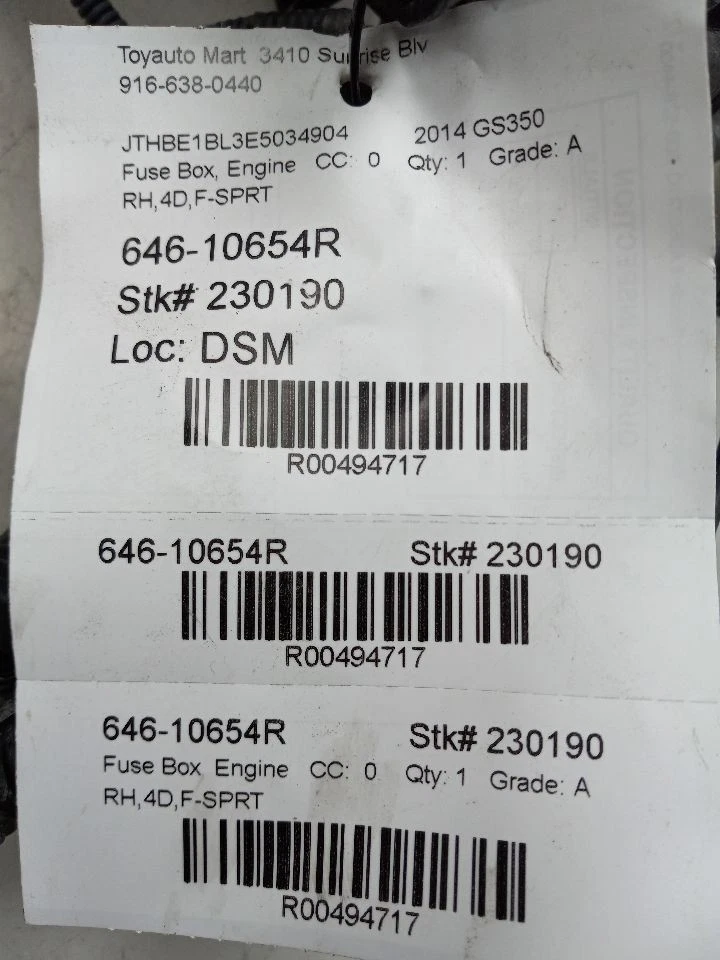 Toyauto Mart 3410 Sunrise Blv
916-638-0440
JTHBE1BL3E5034904 2014 GS350
Fuse Box, Engine CC: 0 Qty: 1 Grade: A
RH,4D,F-SPRT
646-10654R
Stk# 230190
Loc: DSM
R00494717
646-10654R Stk# 230190
R00494717
646-10654R Stk# 230190
Fuse Box Engine CC: 0 Qty: 1 Grade: A
RH,4D,F-SPRT
R00494717